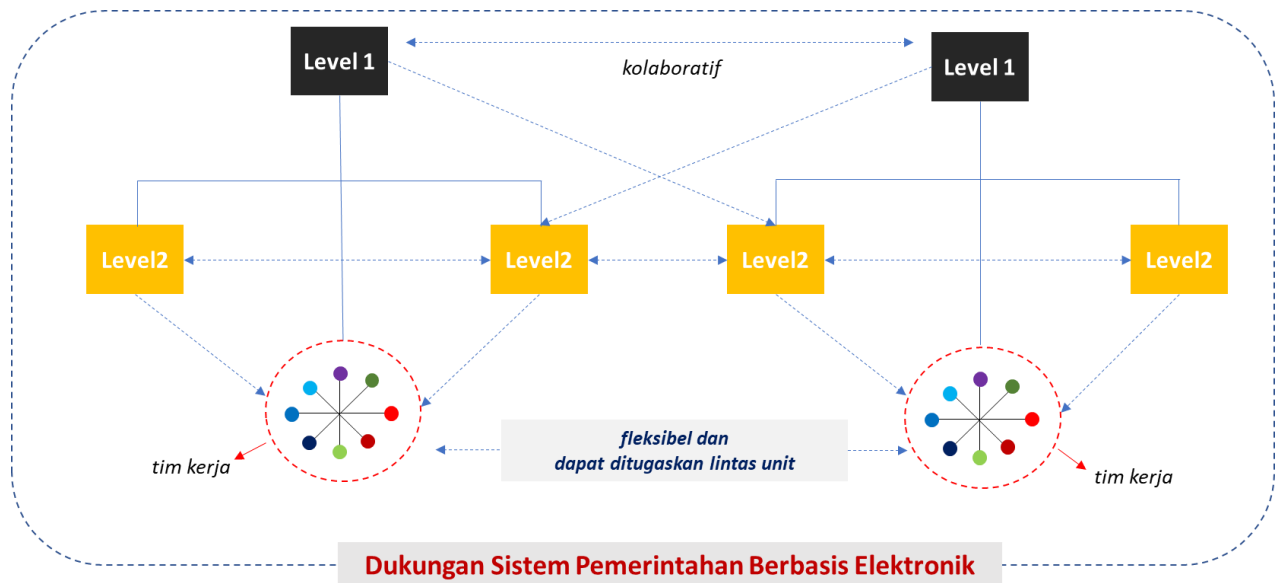 Level 1
Level 1
kolaboratif
Level2
Level2
Level2
Level2
fleksibel dan
dapat ditugaskan lintas unit
tim kerja
tim kerja
Dukungan Sistem Pemerintahan Berbasis Elektronik